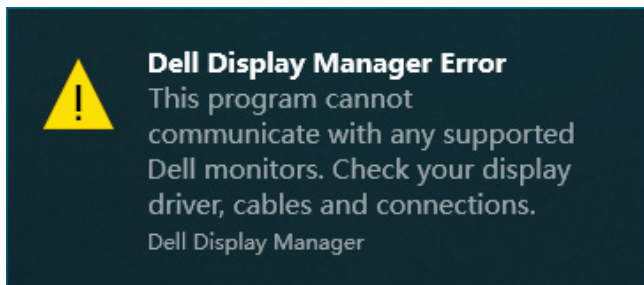 Dell Display Manager Error
This program cannot
communicate with any supported
Dell monitors. Check your display
driver, cables and connections.
Dell Display Manager